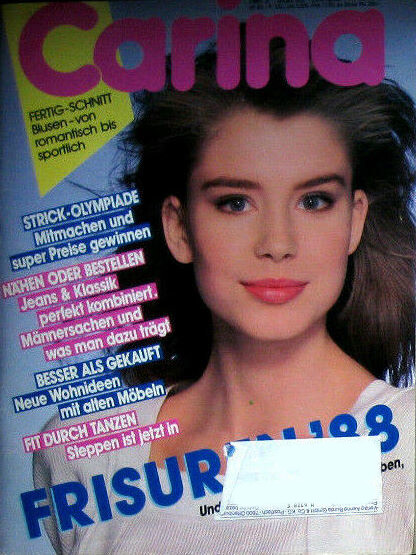 Carina
FERTIG-SCHNITT
Blusen-von
romantisch bis
sportlich
STRICK-OLYMPIADE
Mitmachen und
super Preise gewinnen
NÄHEN ODER BESTELLEN
Jeans & Klassik
perfekt kombiniert.
Männersachen und
was man dazu trägt
BESSER ALS GEKAUFT
Neue Wohnideen
mit alten Möbeln
FIT DURCH TANZEN
Steppen ist jetzt in
FRISUREN '88
Und